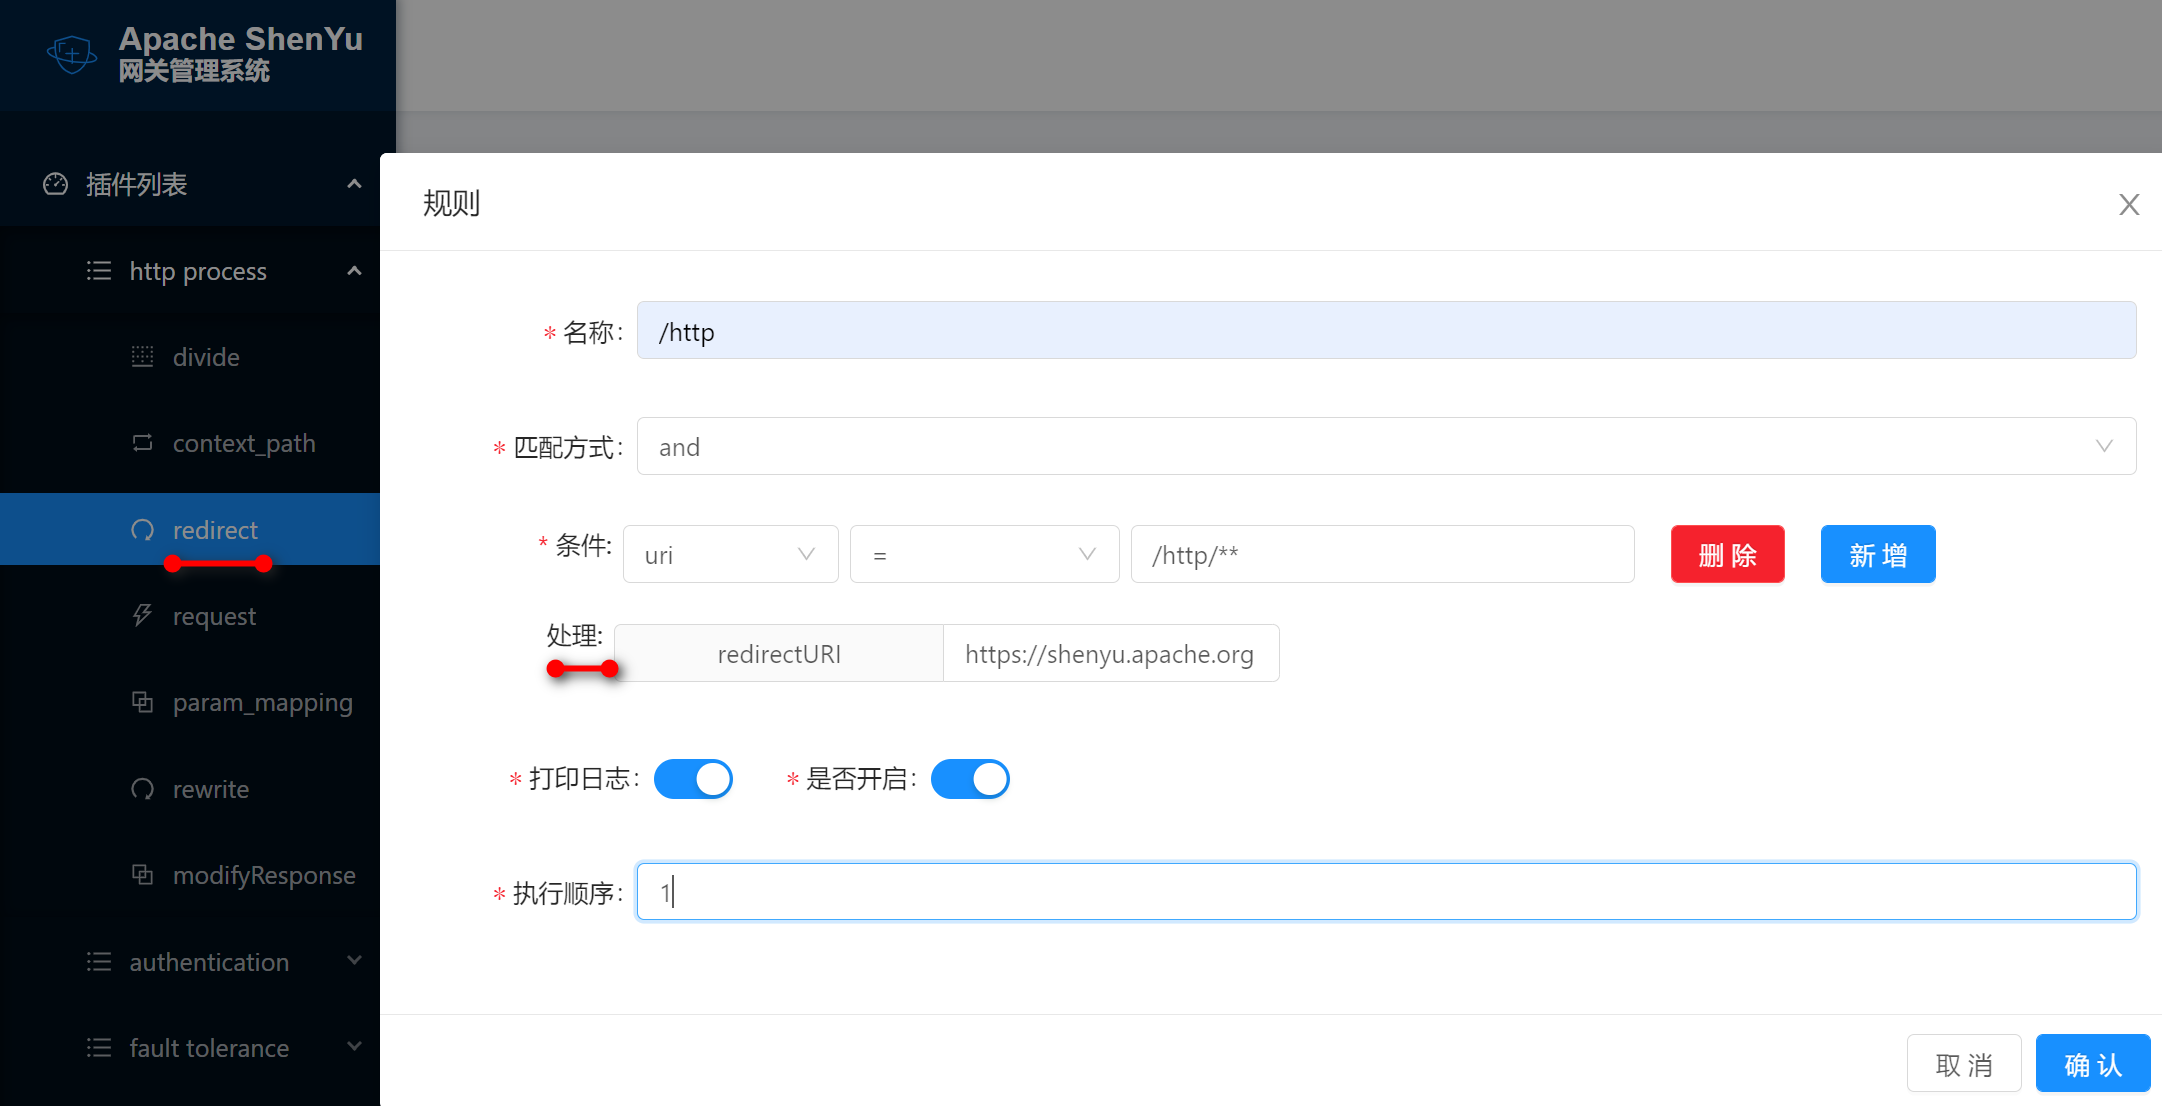 Apache ShenYu
网关管理系统
插件列表
http process
divide
context_path
redirect
request
param_mapping
rewrite
modifyResponse
authentication
fault tolerance
规则
* 名称: /http
* 匹配方式: and
* 条件: uri = /http/** 删 除 新 增
处理: redirectURI https://shenyu.apache.org
* 打印日志: * 是否开启:
* 执行顺序: 1
取 消 确 认